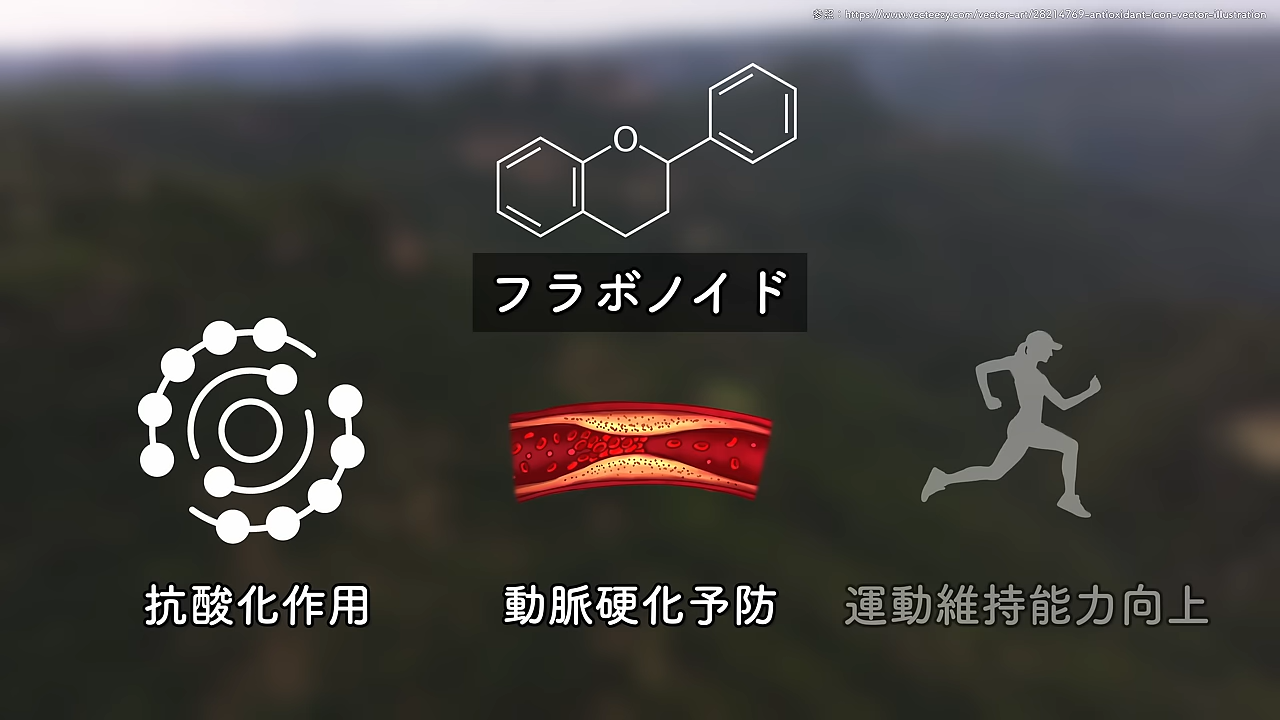 参照：https://www.vecteezy.com/vector-art/28214769-antioxidant-icon-vector-illustration
O
フラボノイド
抗酸化作用
動脈硬化予防
運動維持能力向上